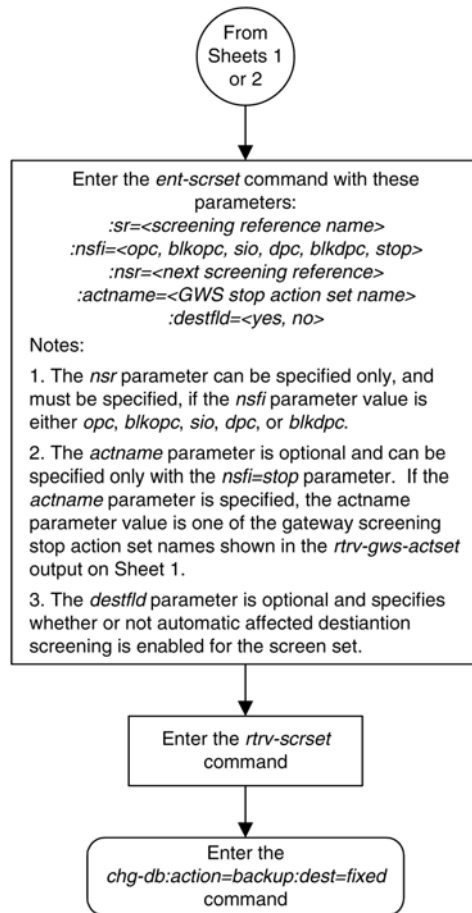 From
Sheets 1
or 2
Enter the ent-scrset command with these
parameters:
:sr=<screening reference name>
:nsfi=<opc, blkopc, sio, dpc, blkdpc, stop>
:nsr=<next screening reference>
:actname=<GWS stop action set name>
:destfld=<yes, no>
Notes:
1. The nsr parameter can be specified only, and
must be specified, if the nsfi parameter value is
either opc, blkopc, sio, dpc, or blkdpc.
2. The actname parameter is optional and can be
specified only with the nsfi=stop parameter. If the
actname parameter is specified, the actname
parameter value is one of the gateway screening
stop action set names shown in the rtrv-gws-actset
output on Sheet 1.
3. The destfld parameter is optional and specifies
whether or not automatic affected destiantion
screening is enabled for the screen set.
Enter the rtrv-scrset
command
Enter the
chg-db:action=backup:dest=fixed
command